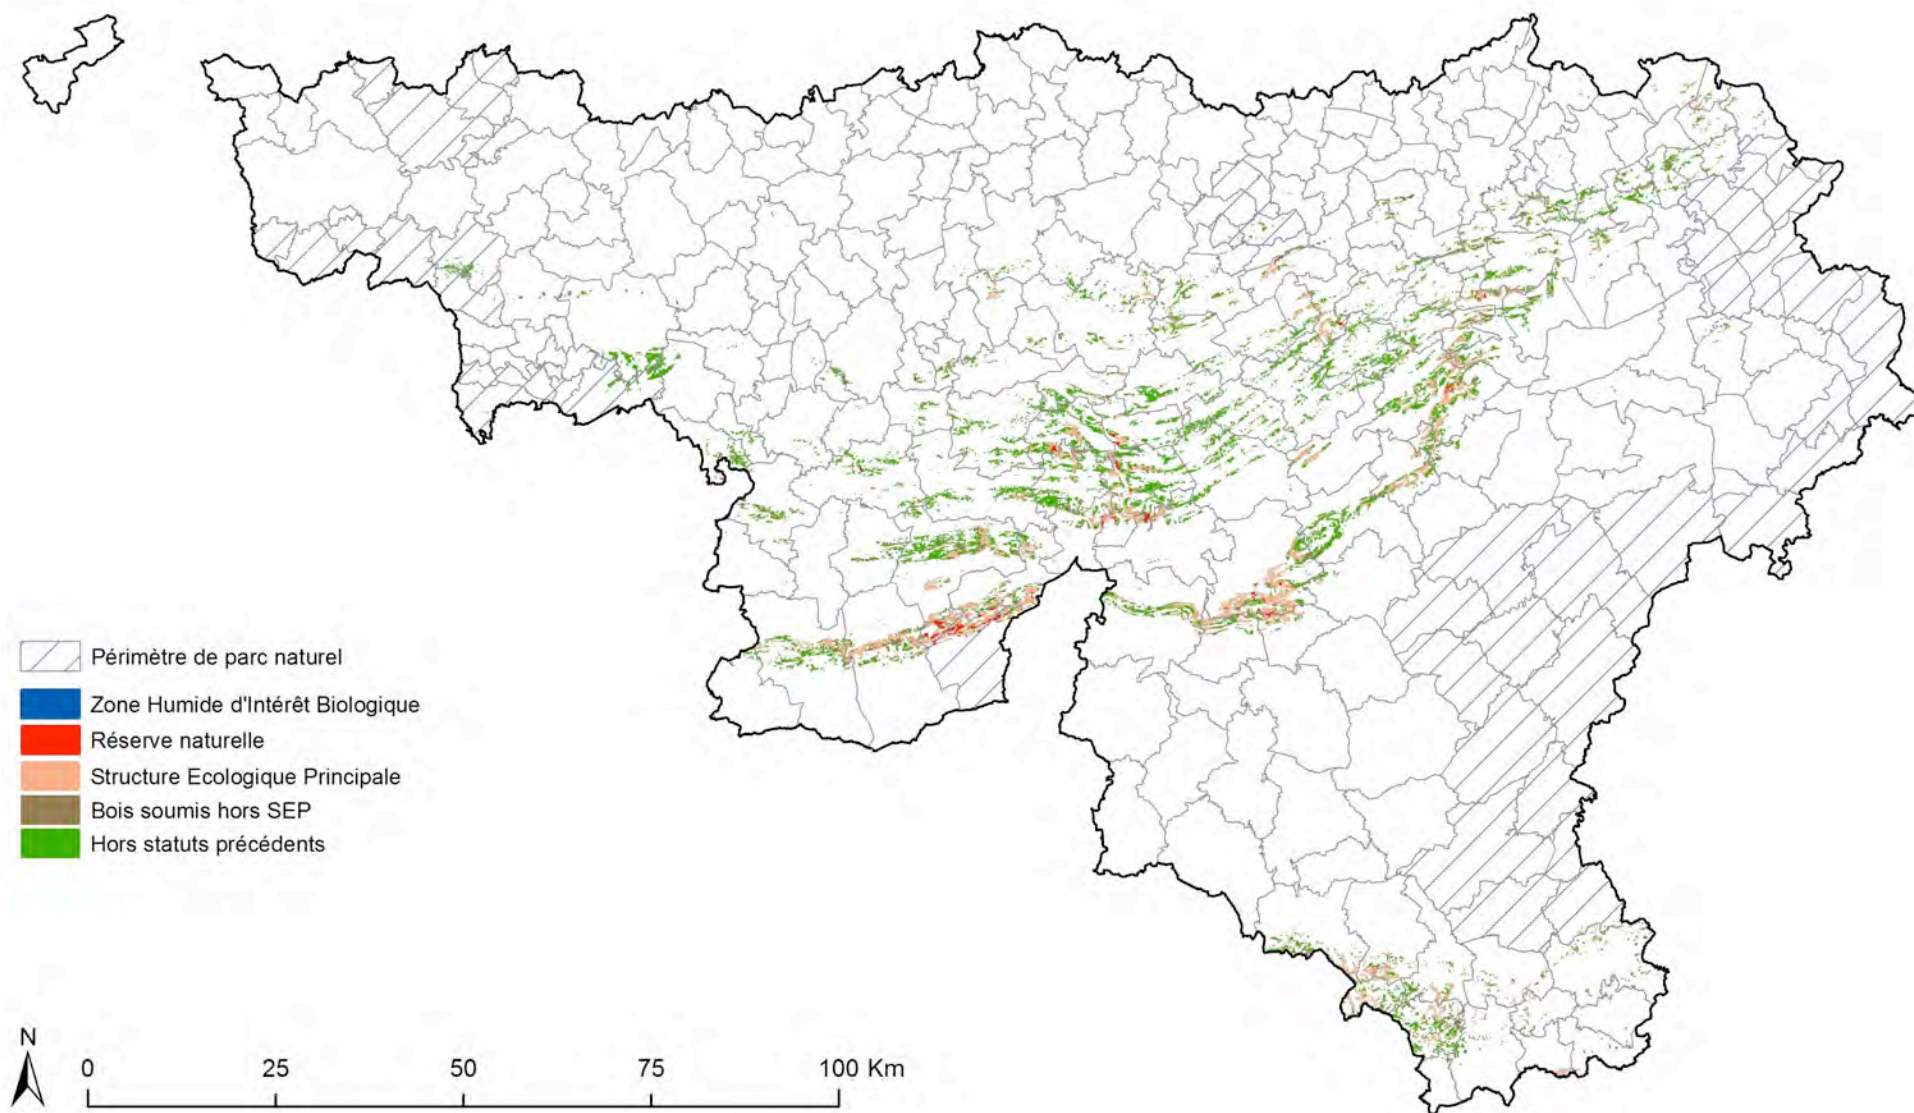 Périmètre de parc naturel
Zone Humide d'Intérêt Biologique
Réserve naturelle
Structure Ecologique Principale
Bois soumis hors SEP
Hors statuts précédents
N
0 25 50 75 100 Km